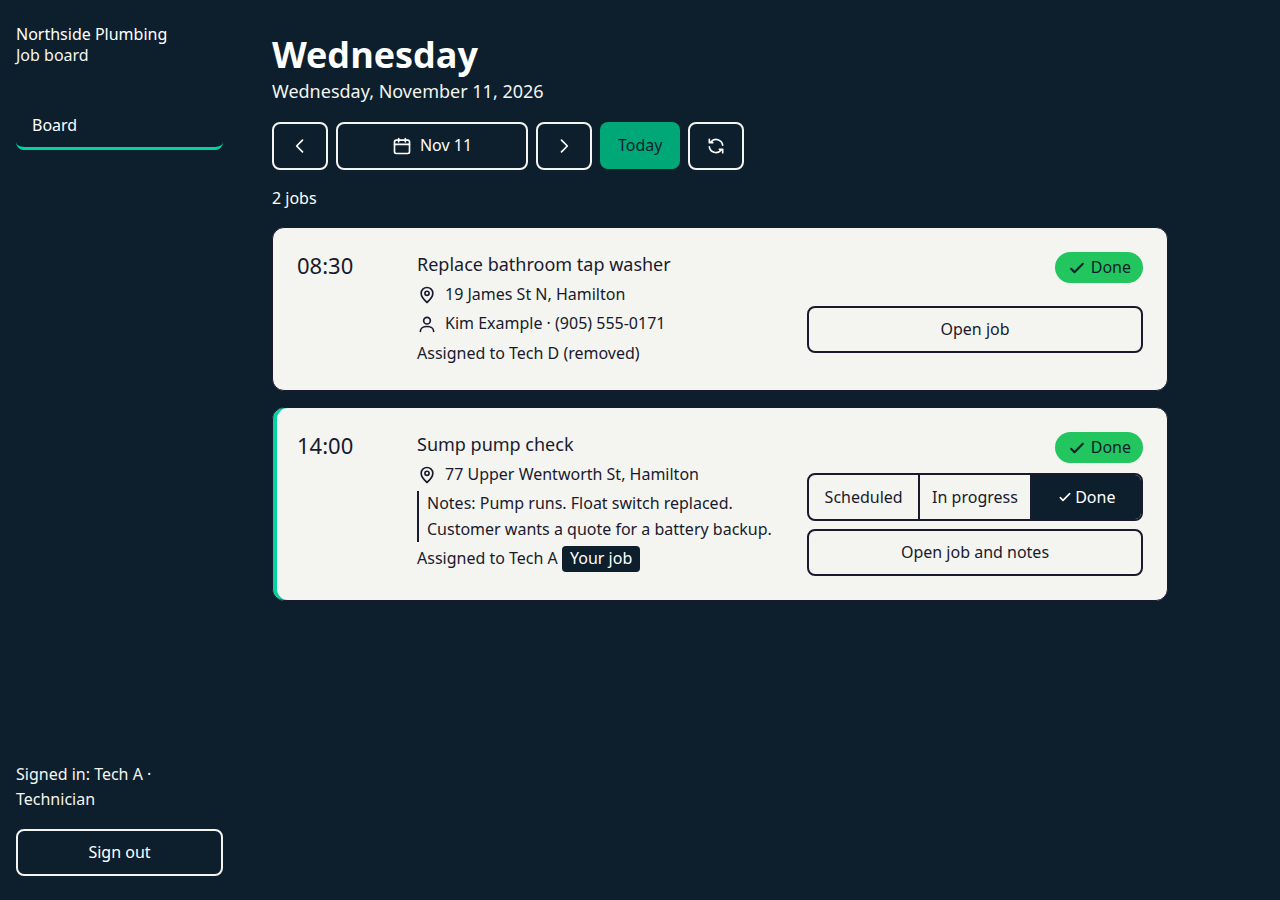 Northside Plumbing
Job board
Board
Signed in: Tech A ·
Technician
Sign out
Wednesday
Wednesday, November 11, 2026
Nov 11
Today
2 jobs
08:30
Replace bathroom tap washer
19 James St N, Hamilton
Kim Example · (905) 555-0171
Assigned to Tech D (removed)
Done
Open job
14:00
Sump pump check
77 Upper Wentworth St, Hamilton
Notes: Pump runs. Float switch replaced.
Customer wants a quote for a battery backup.
Assigned to Tech A Your job
Done
Scheduled In progress Done
Open job and notes